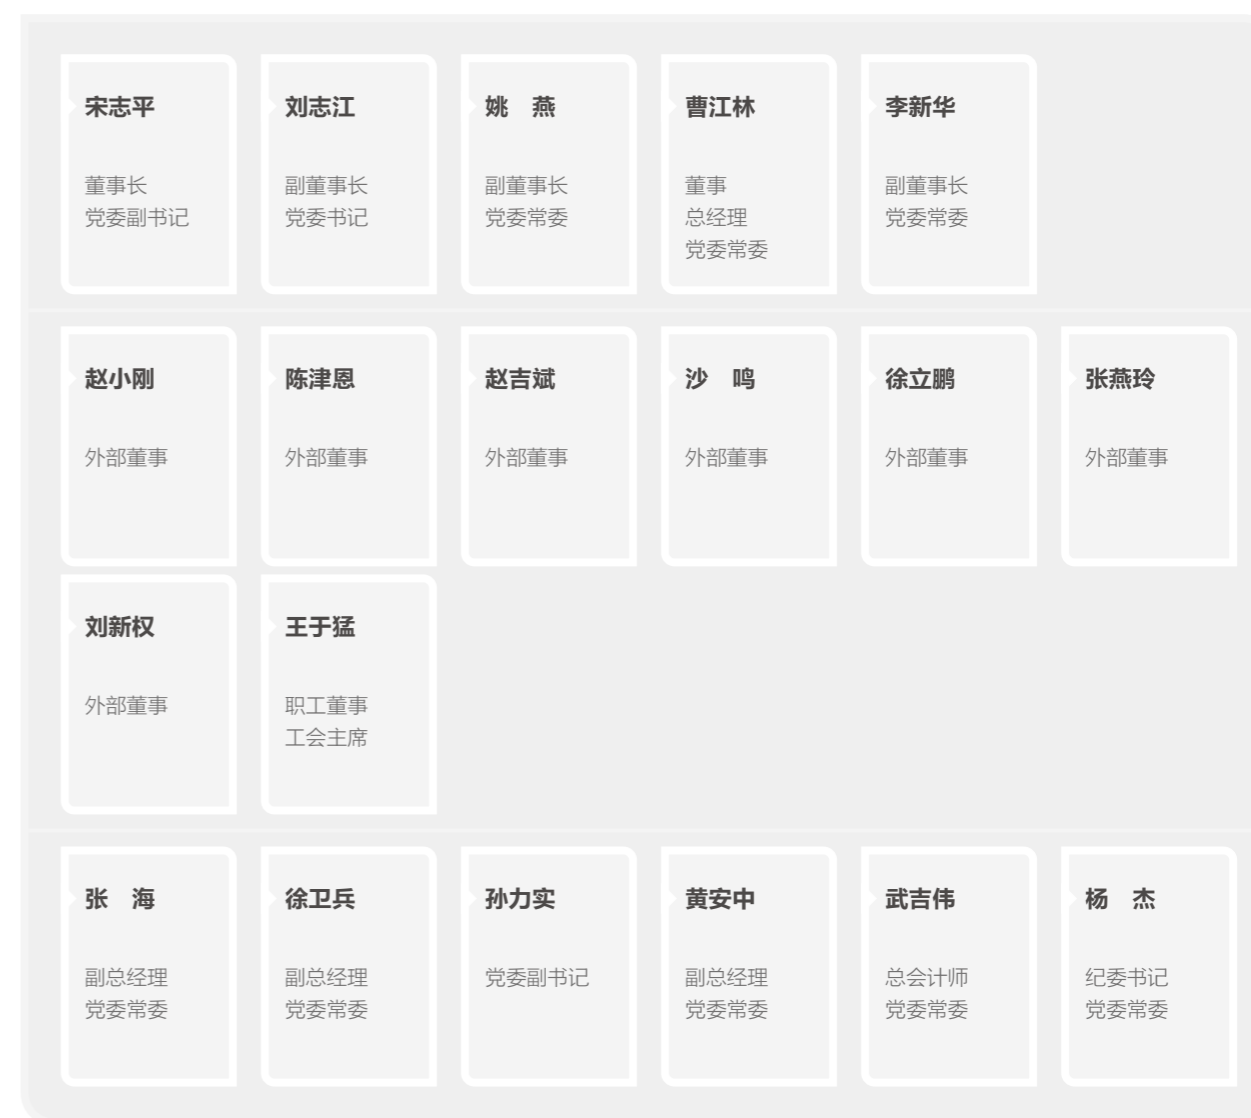 宋志平
董事长
党委副书记
刘志江
副董事长
党委书记
姚　燕
副董事长
党委常委
曹江林
董事
总经理
党委常委
李新华
副董事长
党委常委
赵小刚
外部董事
陈津恩
外部董事
赵吉斌
外部董事
沙　鸣
外部董事
徐立鹏
外部董事
张燕玲
外部董事
刘新权
外部董事
王于猛
职工董事
工会主席
张　海
副总经理
党委常委
徐卫兵
副总经理
党委常委
孙力实
党委副书记
黄安中
副总经理
党委常委
武吉伟
总会计师
党委常委
杨　杰
纪委书记
党委常委